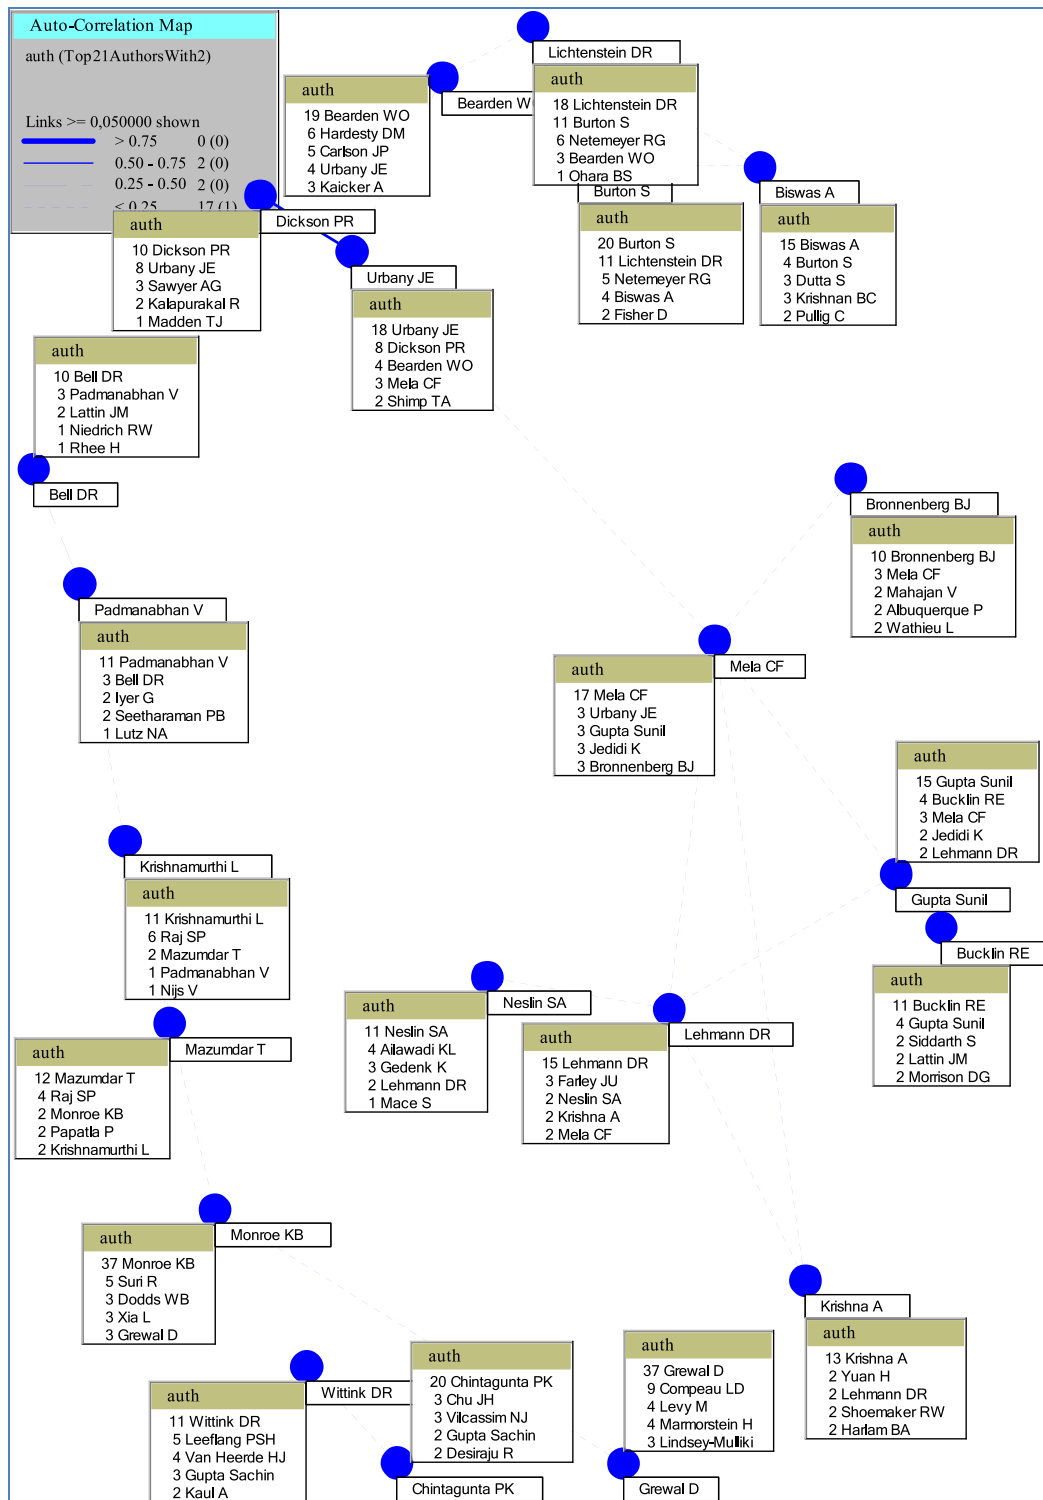 Auto-Correlation Map
auth (Top21AuthorsWith2)
Links >= 0,050000 shown
> 0.75 0 (0)
0.50 - 0.75 2 (0)
0.25 - 0.50 2 (0)
< 0.25 17 (1)
Lichtenstein DR
auth
18 Lichtenstein DR
11 Burton S
6 Netemeyer RG
3 Bearden WO
1 Ohara BS
Bearden WO
auth
19 Bearden WO
6 Hardesty DM
5 Carlson JP
4 Urbany JE
3 Kaicker A
Burton S
auth
20 Burton S
11 Lichtenstein DR
5 Netemeyer RG
4 Biswas A
2 Fisher D
Biswas A
auth
15 Biswas A
4 Burton S
3 Dutta S
3 Krishnan BC
2 Pullig C
Dickson PR
auth
10 Dickson PR
8 Urbany JE
3 Sawyer AG
2 Kalapurakal R
1 Madden TJ
Urbany JE
auth
18 Urbany JE
8 Dickson PR
4 Bearden WO
3 Mela CF
2 Shimp TA
auth
10 Bell DR
3 Padmanabhan V
2 Lattin JM
1 Niedrich RW
1 Rhee H
Bell DR
Bronnenberg BJ
auth
10 Bronnenberg BJ
3 Mela CF
2 Mahajan V
2 Albuquerque P
2 Wathieu L
Padmanabhan V
auth
11 Padmanabhan V
3 Bell DR
2 Iyer G
2 Seetharaman PB
1 Lutz NA
Mela CF
auth
17 Mela CF
3 Urbany JE
3 Gupta Sunil
3 Jedidi K
3 Bronnenberg BJ
auth
15 Gupta Sunil
4 Bucklin RE
3 Mela CF
2 Jedidi K
2 Lehmann DR
Gupta Sunil
Krishnamurthi L
auth
11 Krishnamurthi L
6 Raj SP
2 Mazumdar T
1 Padmanabhan V
1 Nijs V
Bucklin RE
auth
11 Bucklin RE
4 Gupta Sunil
2 Siddarth S
2 Lattin JM
2 Morrison DG
Neslin SA
auth
11 Neslin SA
4 Ailawadi KL
3 Gedenk K
2 Lehmann DR
1 Mace S
Lehmann DR
auth
15 Lehmann DR
3 Farley JU
2 Neslin SA
2 Krishna A
2 Mela CF
Mazumdar T
auth
12 Mazumdar T
4 Raj SP
2 Monroe KB
2 Papatla P
2 Krishnamurthi L
Monroe KB
auth
37 Monroe KB
5 Suri R
3 Dodds WB
3 Xia L
3 Grewal D
Krishna A
auth
13 Krishna A
2 Yuan H
2 Lehmann DR
2 Shoemaker RW
2 Harlam BA
Wittink DR
auth
11 Wittink DR
5 Leeflang PSH
4 Van Heerde HJ
3 Gupta Sachin
2 Kaul A
auth
20 Chintagunta PK
3 Chu JH
3 Vilcassim NJ
2 Gupta Sachin
2 Desiraju R
Chintagunta PK
auth
37 Grewal D
9 Compeau LD
4 Levy M
4 Marmorstein H
3 Lindsey-Mulliki
Grewal D